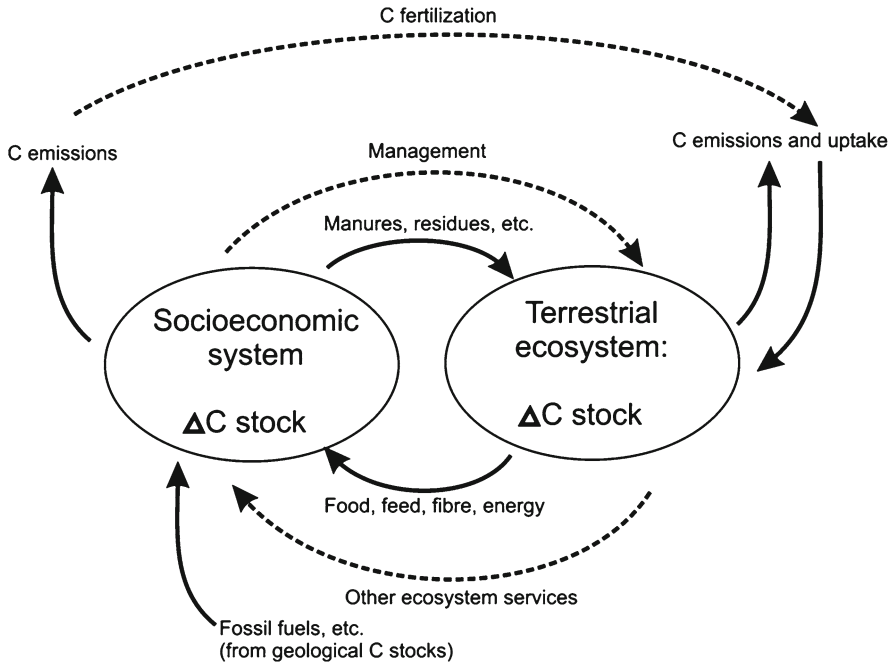 C fertilization
C emissions
C emissions and uptake
Management
Manures, residues, etc.
Socioeconomic
system
ΔC stock
Terrestrial
ecosystem:
ΔC stock
Food, feed, fibre, energy
Other ecosystem services
Fossil fuels, etc.
(from geological C stocks)